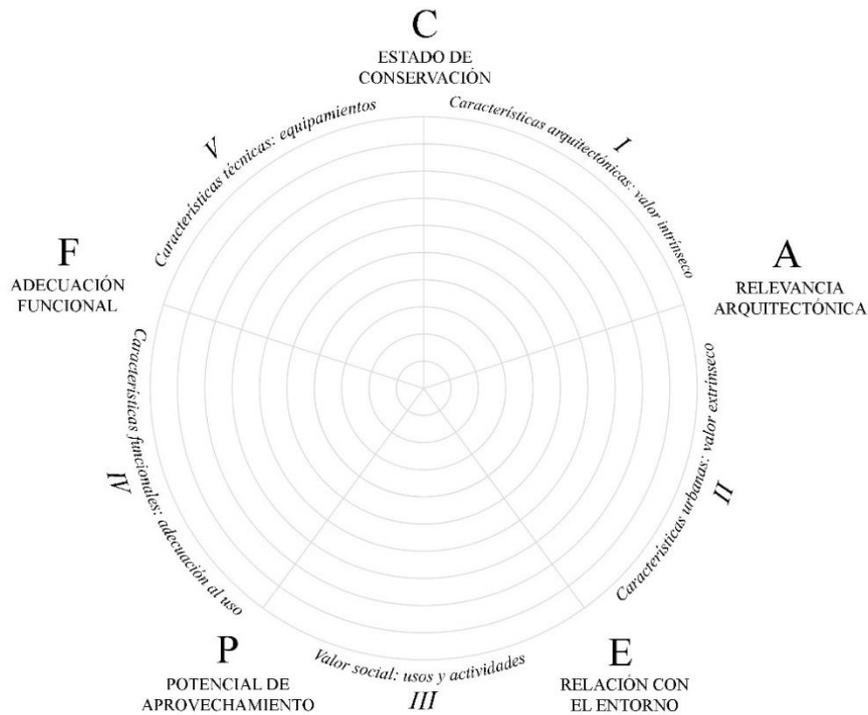 C
ESTADO DE
CONSERVACIÓN
Características arquitectónicas: valor intrínseco
I
A
RELEVANCIA
ARQUITECTÓNICA
Características urbanas: valor extrínseco
II
E
RELACIÓN CON
EL ENTORNO
Valor social: usos y actividades
III
P
POTENCIAL DE
APROVECHAMIENTO
Características funcionales: adecuación al uso
IV
F
ADECUACIÓN
FUNCIONAL
Características técnicas: equipamientos
V